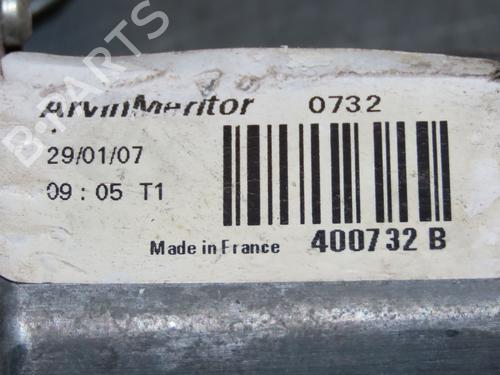 ArvinMeritor 0732
29/01/07
09 : 05 T1
Made in France 400732 B
B-PARTS